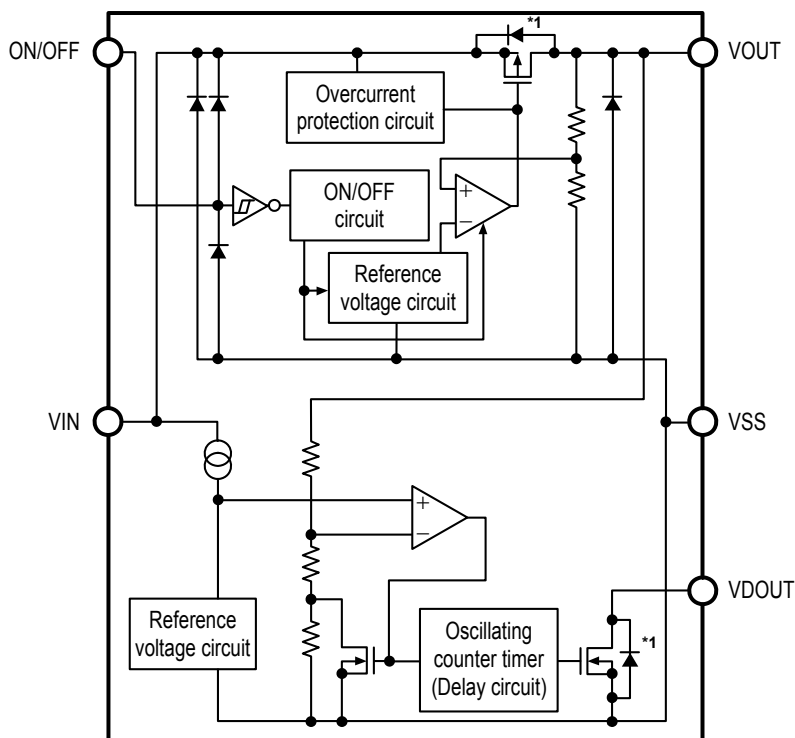 *1
ON/OFF
VOUT
Overcurrent
protection circuit
ON/OFF
circuit
+
−
Reference
voltage circuit
VIN
VSS
+
−
VDOUT
Reference
voltage circuit
Oscillating
counter timer
(Delay circuit)
*1